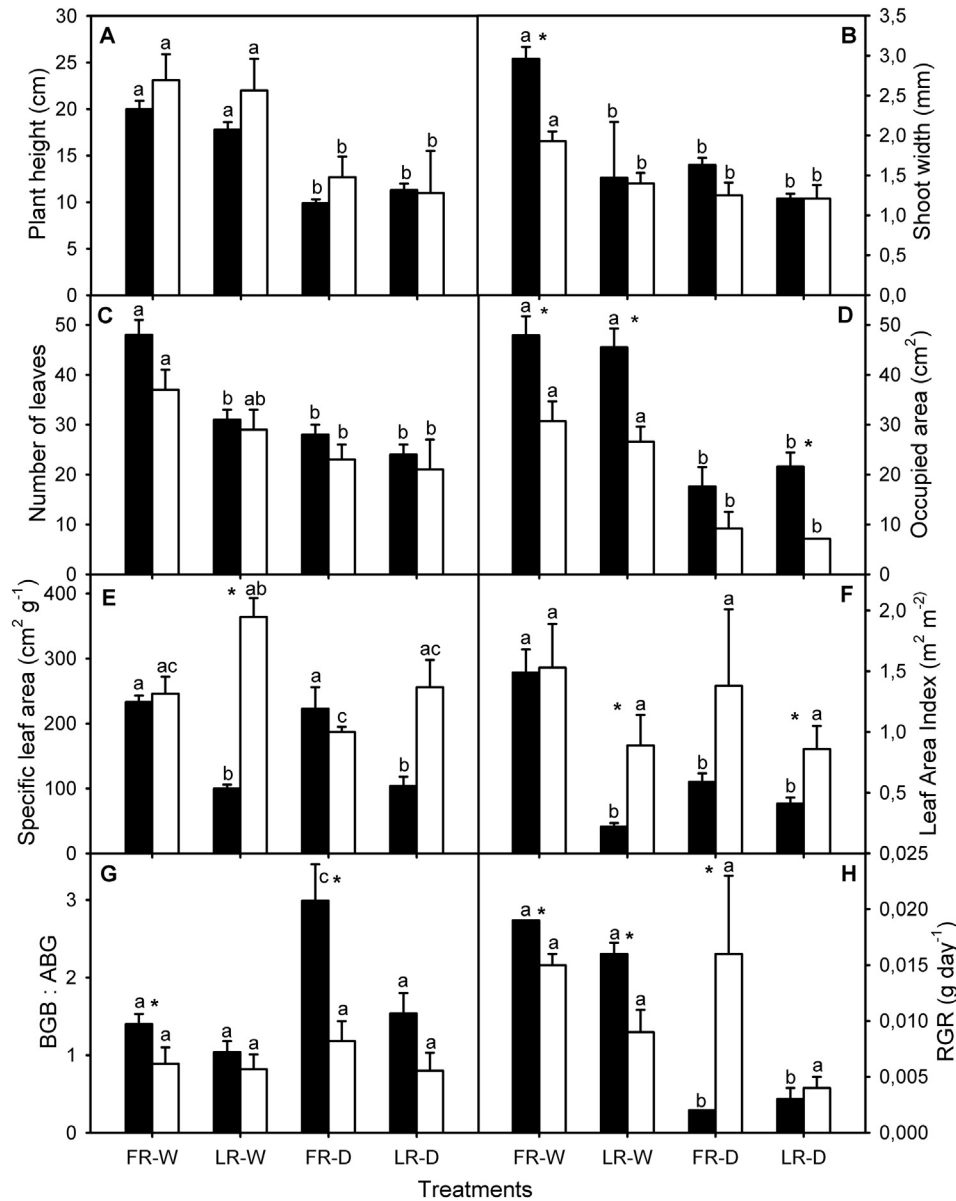 30
25
20
15
10
5
0
Plant height (cm)
A
a
a
a
a
b
b
b
b
B
a
*
a
b
b
b
b
b
b
3,5
3,0
2,5
2,0
1,5
1,0
0,5
0,0
Shoot width (mm)
50
40
30
20
10
0
Number of leaves
C
a
a
b
ab
b
b
b
b
D
a
*
a
a
*
a
b
b
b
*
b
50
40
30
20
10
0
Occupied area (cm2)
400
300
200
100
0
Specific leaf area (cm2 g-1)
E
a
ac
*
ab
b
a
c
b
ac
F
a
a
*
b
a
b
a
*
b
a
2,0
1,5
1,0
0,5
0,025
Leaf Area Index (m2 m-2)
3
2
1
0
BGB : ABG
G
a
*
a
a
a
c
*
a
a
a
H
a
*
a
a
*
a
*
b
a
b
a
0,020
0,015
0,010
0,005
0,000
RGR (g day-1)
FR-W
LR-W
FR-D
LR-D
FR-W
LR-W
FR-D
LR-D
Treatments